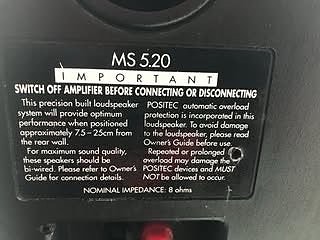 MS 5.20
IMPORTANT
SWITCH OFF AMPLIFIER BEFORE CONNECTING OR DISCONNECTING
This precision built loudspeaker
system will provide optimum
performance when positioned
approximately 7.5 – 25cm from
the rear wall.
For maximum sound quality,
these speakers should be
bi-wired. Please refer to Owner's
Guide for connection details.
POSITEC automatic overload
protection is incorporated in this
loudspeaker. To avoid damage
to the loudspeaker, please read
Owner's Guide before use.
Repeated or prolonged
overload may damage the
POSITEC devices and MUST
NOT be allowed to occur.
NOMINAL IMPEDANCE: 8 ohms